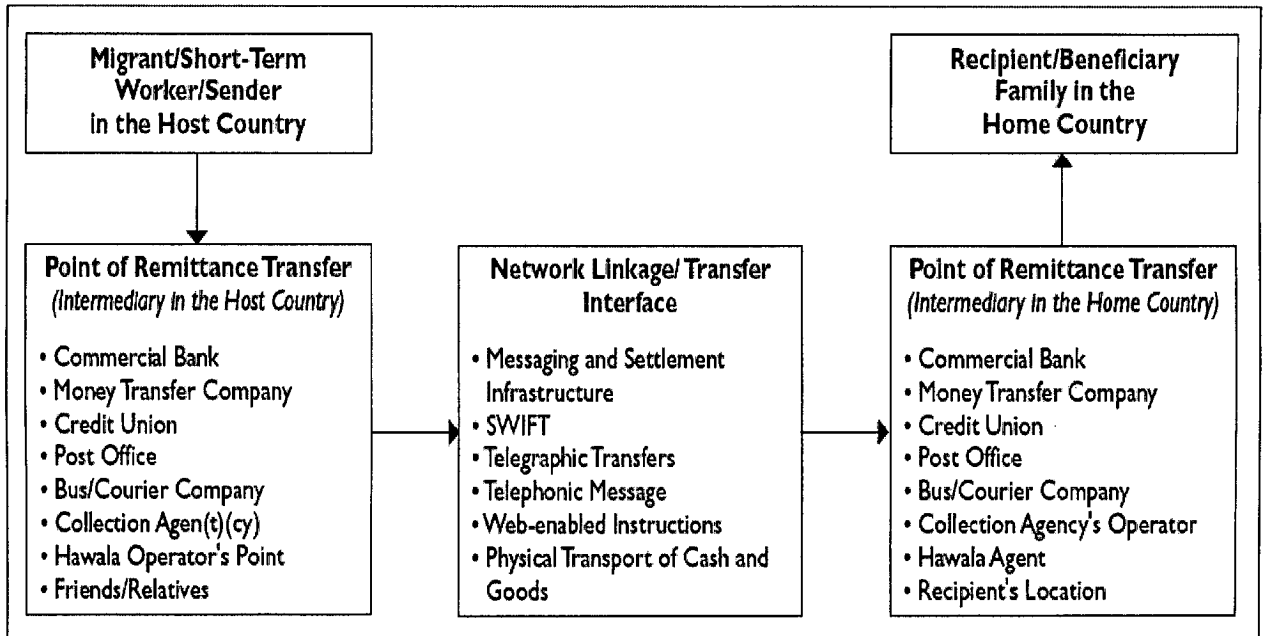 Migrant/Short-Term
Worker/Sender
in the Host Country
Recipient/Beneficiary
Family in the
Home Country
Point of Remittance Transfer
(Intermediary in the Host Country)
• Commercial Bank
• Money Transfer Company
• Credit Union
• Post Office
• Bus/Courier Company
• Collection Agen(t)(cy)
• Hawala Operator's Point
• Friends/Relatives
Network Linkage/ Transfer
Interface
• Messaging and Settlement
Infrastructure
• SWIFT
• Telegraphic Transfers
• Telephonic Message
• Web-enabled Instructions
• Physical Transport of Cash and
Goods
Point of Remittance Transfer
(Intermediary in the Home Country)
• Commercial Bank
• Money Transfer Company
• Credit Union
• Post Office
• Bus/Courier Company
• Collection Agency's Operator
• Hawala Agent
• Recipient's Location